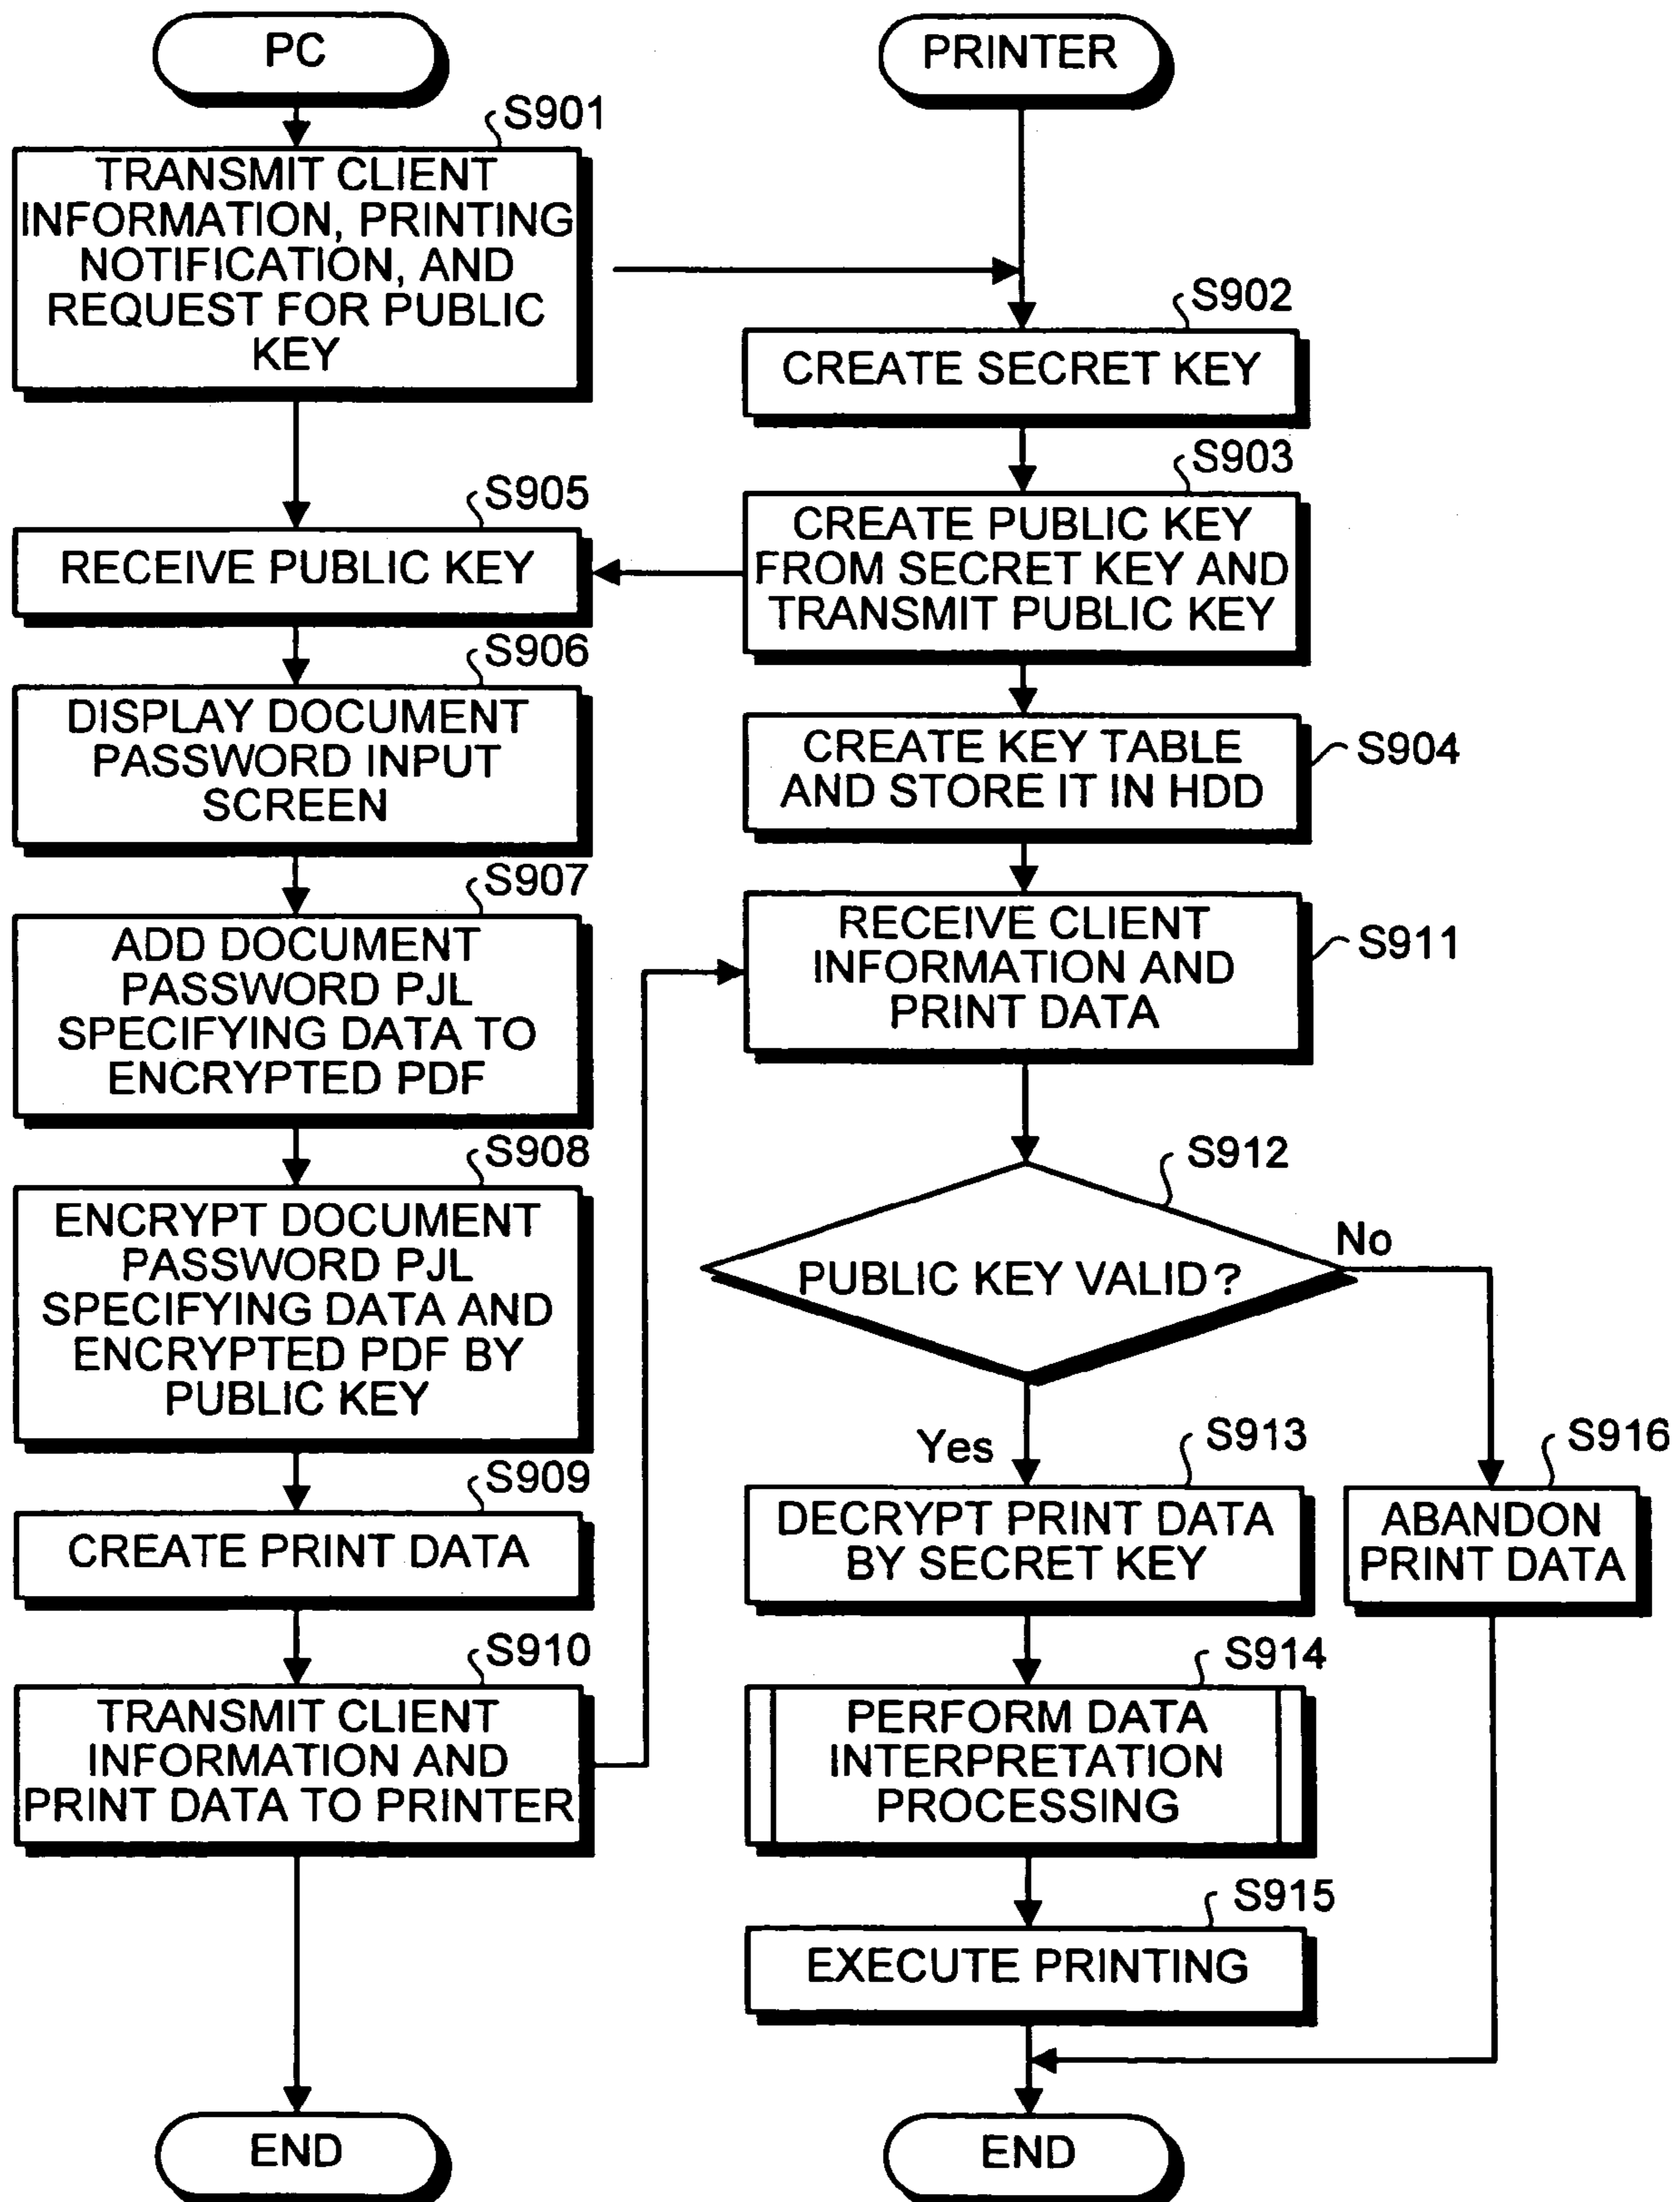 PC
S901
TRANSMIT CLIENT
INFORMATION, PRINTING
NOTIFICATION, AND
REQUEST FOR PUBLIC
KEY
S905
RECEIVE PUBLIC KEY
S906
DISPLAY DOCUMENT
PASSWORD INPUT
SCREEN
S907
ADD DOCUMENT
PASSWORD PJL
SPECIFYING DATA TO
ENCRYPTED PDF
S908
ENCRYPT DOCUMENT
PASSWORD PJL
SPECIFYING DATA AND
ENCRYPTED PDF BY
PUBLIC KEY
S909
CREATE PRINT DATA
S910
TRANSMIT CLIENT
INFORMATION AND
PRINT DATA TO PRINTER
END
PRINTER
S902
CREATE SECRET KEY
S903
CREATE PUBLIC KEY
FROM SECRET KEY AND
TRANSMIT PUBLIC KEY
S904
CREATE KEY TABLE
AND STORE IT IN HDD
S911
RECEIVE CLIENT
INFORMATION AND
PRINT DATA
S912
PUBLIC KEY VALID?
No
Yes
S913
DECRYPT PRINT DATA
BY SECRET KEY
S916
ABANDON
PRINT DATA
S914
PERFORM DATA
INTERPRETATION
PROCESSING
S915
EXECUTE PRINTING
END